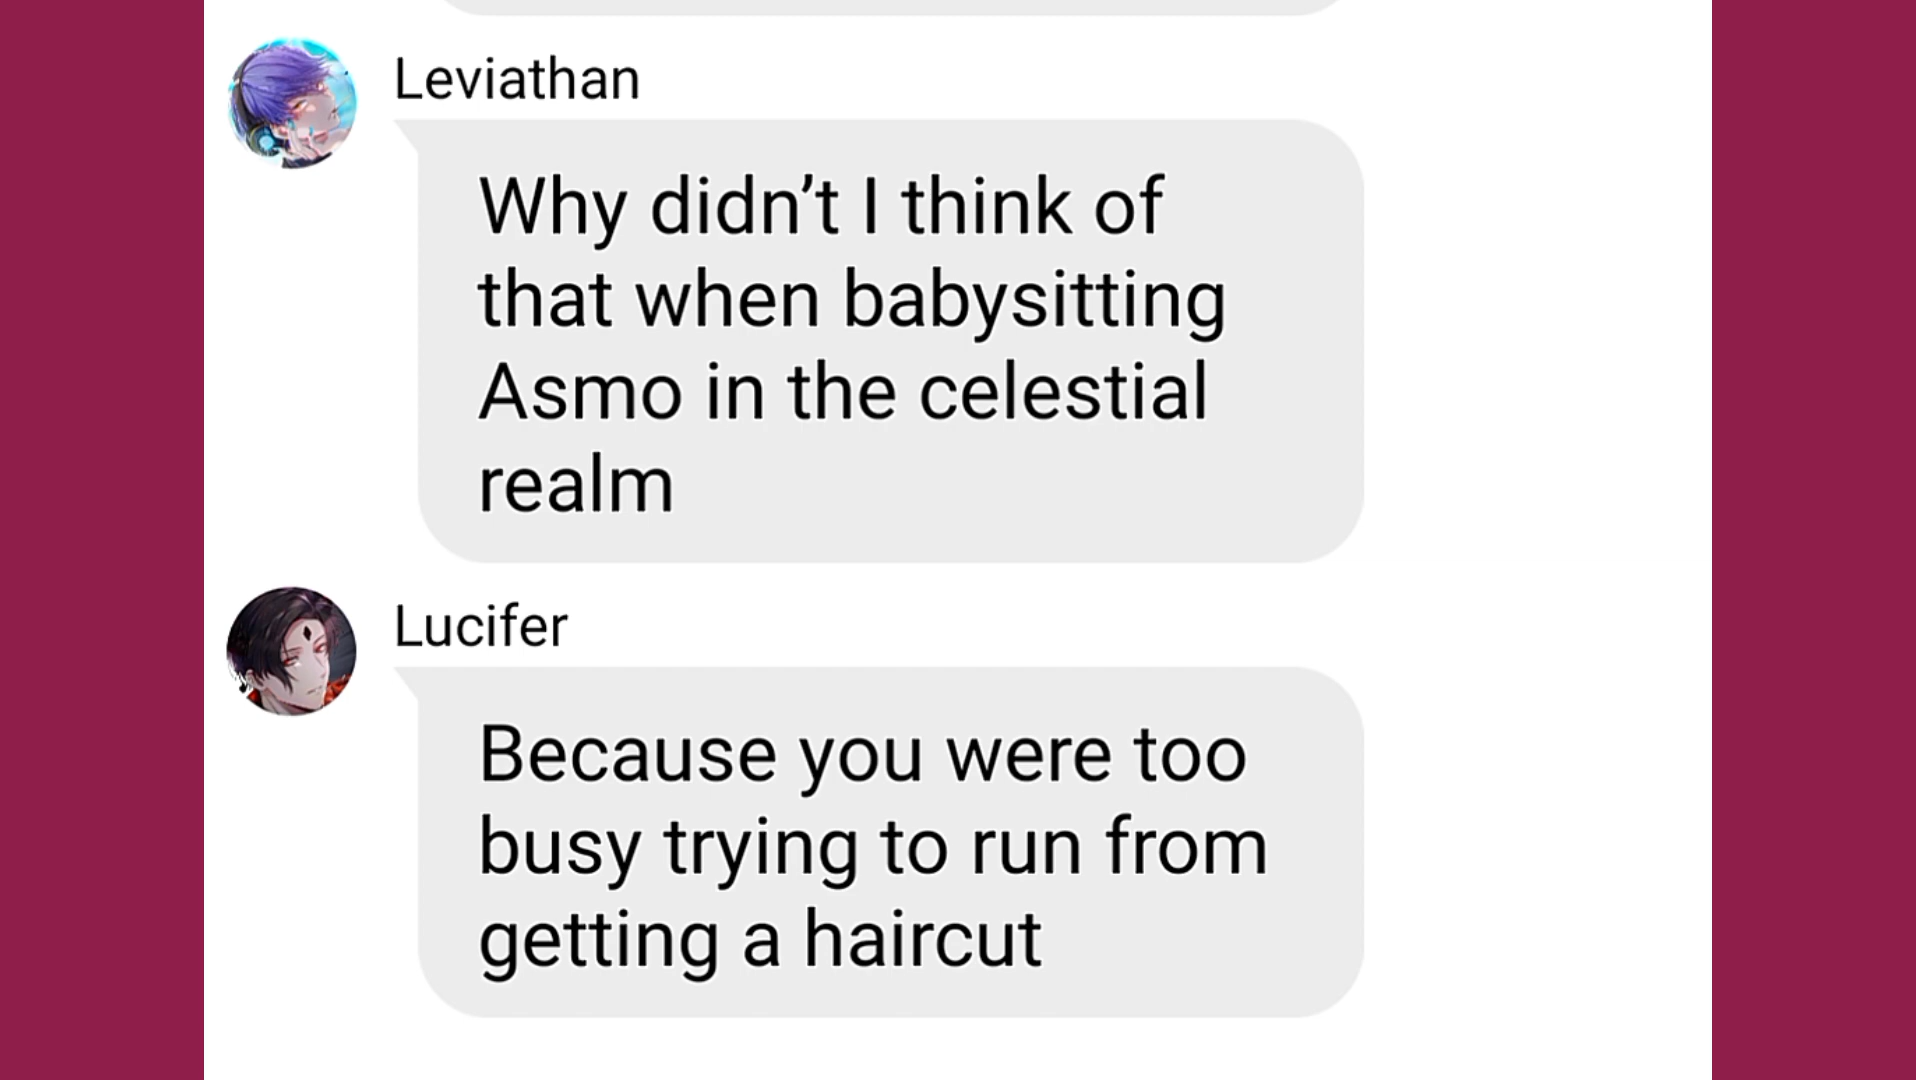 Leviathan
Why didn’t I think of
that when babysitting
Asmo in the celestial
realm
Lucifer
Because you were too
busy trying to run from
getting a haircut